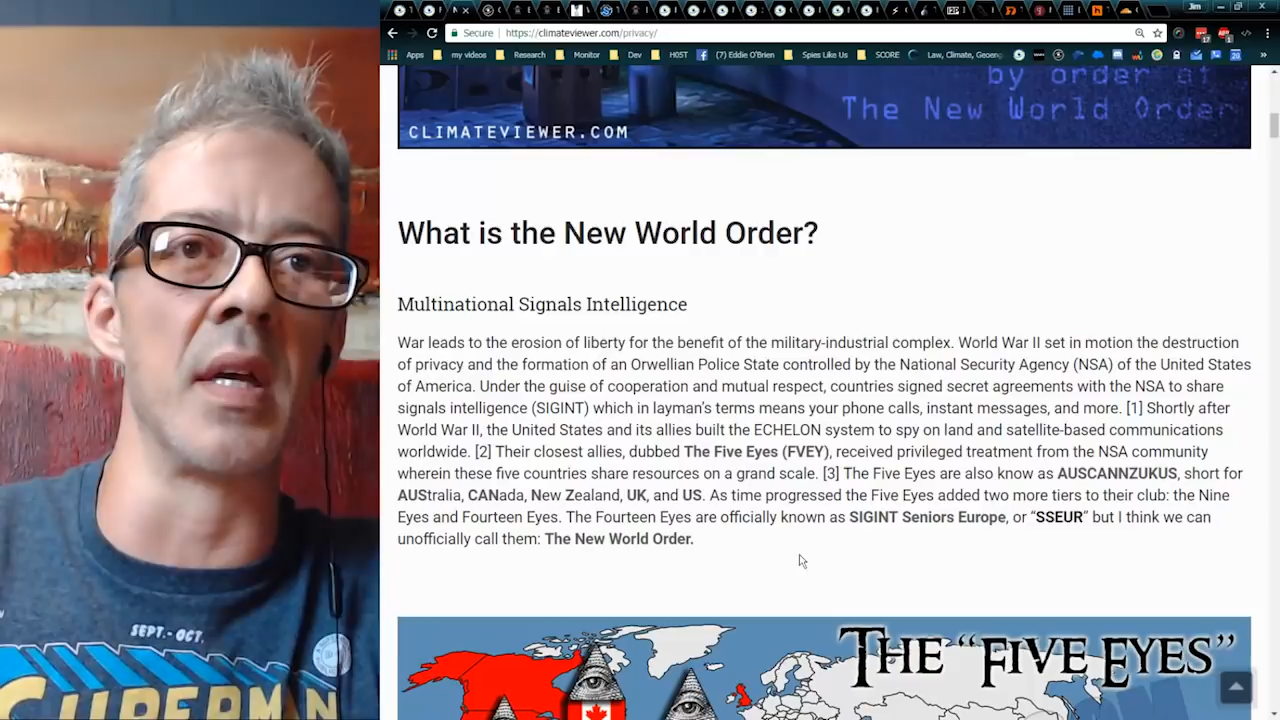 Jim
Secure
https://climateviewer.com/privacy/
Apps my videos Research Monitor Dev H0ST (7) Eddie O'Brien Spies Like Us SCORE Law, Climate, Geoeng
by order of
The New World Order
CLIMATEVIEWER.COM
What is the New World Order?
Multinational Signals Intelligence
War leads to the erosion of liberty for the benefit of the military-industrial complex. World War II set in motion the destruction
of privacy and the formation of an Orwellian Police State controlled by the National Security Agency (NSA) of the United States
of America. Under the guise of cooperation and mutual respect, countries signed secret agreements with the NSA to share
signals intelligence (SIGINT) which in layman's terms means your phone calls, instant messages, and more. [1] Shortly after
World War II, the United States and its allies built the ECHELON system to spy on land and satellite-based communications
worldwide. [2] Their closest allies, dubbed The Five Eyes (FVEY), received privileged treatment from the NSA community
wherein these five countries share resources on a grand scale. [3] The Five Eyes are also known as AUSCANNZUKUS, short for
AUStralia, CANada, New Zealand, UK, and US. As time progressed the Five Eyes added two more tiers to their club: the Nine
Eyes and Fourteen Eyes. The Fourteen Eyes are officially known as SIGINT Seniors Europe, or “SSEUR” but I think we can
unofficially call them: The New World Order.
THE “FIVE EYES”
SEPT.-OCT.
SUPERMAN